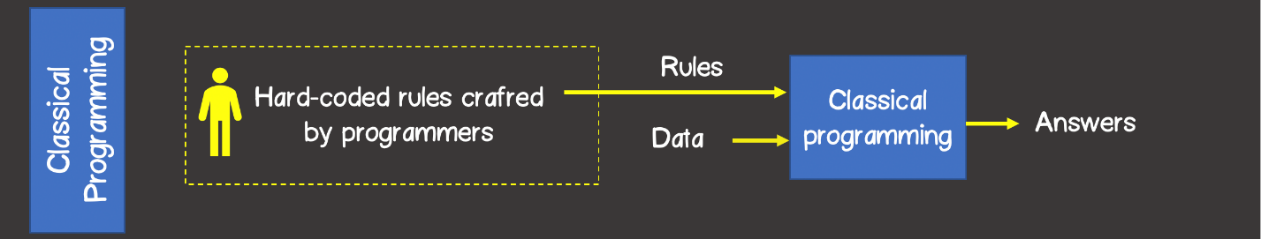 Classical
Programming
Hard-coded rules crafred
by programmers
Rules
Data
Classical
programming
Answers